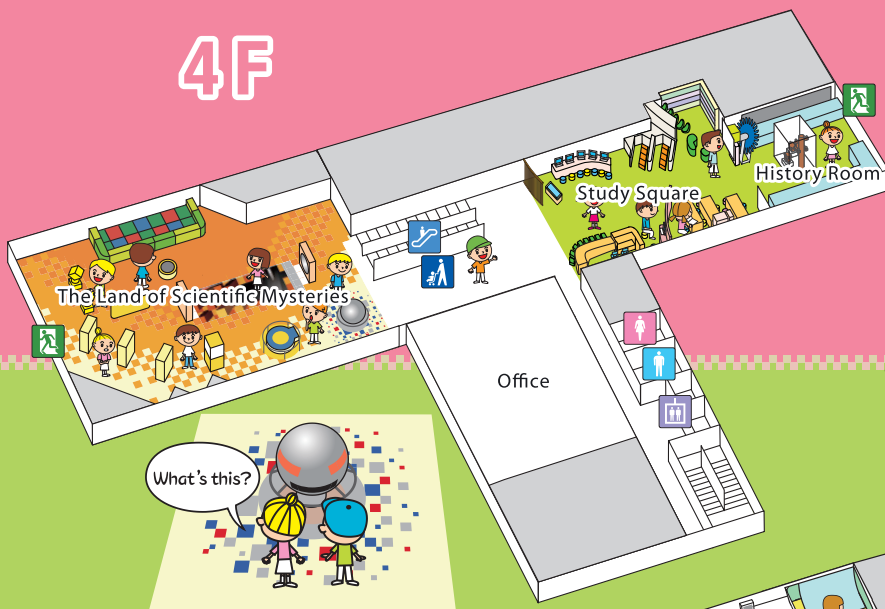 4F
History Room
Study Square
The Land of Scientific Mysteries
Office
What's this?